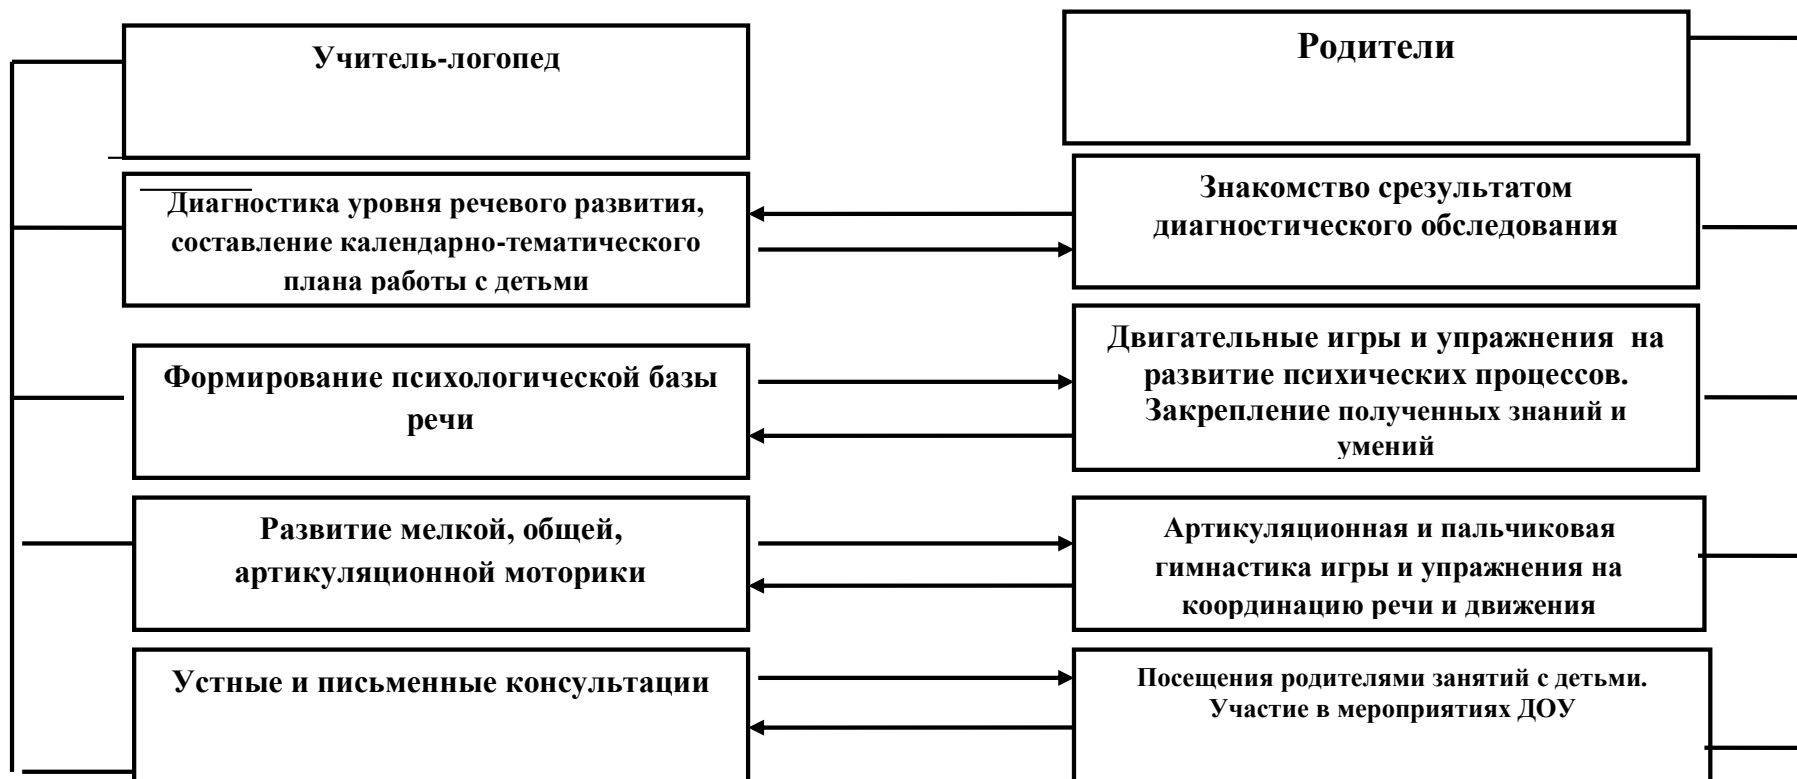 Учитель-логопед
Родители
Диагностика уровня речевого развития,
составление календарно-тематического
плана работы с детьми
Знакомство срезультатом
диагностического обследования
Формирование психологической базы
речи
Двигательные игры и упражнения на
развитие психических процессов.
Закрепление полученных знаний и
умений
Развитие мелкой, общей,
артикуляционной моторики
Артикуляционная и пальчиковая
гимнастика игры и упражнения на
координацию речи и движения
Устные и письменные консультации
Посещения родителями занятий с детьми.
Участие в мероприятиях ДОУ